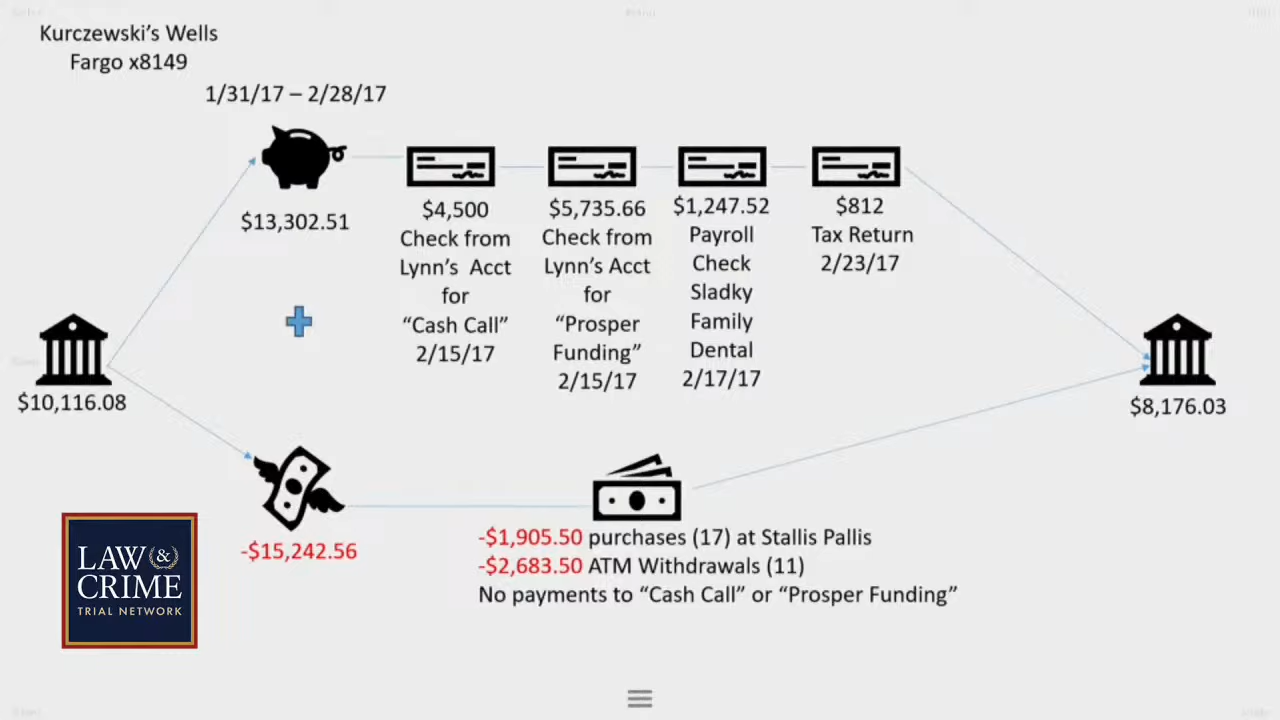 Kurczewski's Wells
Fargo x8149
1/31/17 – 2/28/17
$13,302.51
$4,500
Check from
Lynn's Acct
for
“Cash Call”
2/15/17
$5,735.66
Check from
Lynn's Acct
for
“Prosper
Funding”
2/15/17
$1,247.52
Payroll
Check
Sladky
Family
Dental
2/17/17
$812
Tax Return
2/23/17
$10,116.08
$8,176.03
-$15,242.56
-$1,905.50 purchases (17) at Stallis Pallis
-$2,683.50 ATM Withdrawals (11)
No payments to “Cash Call” or “Prosper Funding”
LAW &
CRIME
TRIAL NETWORK